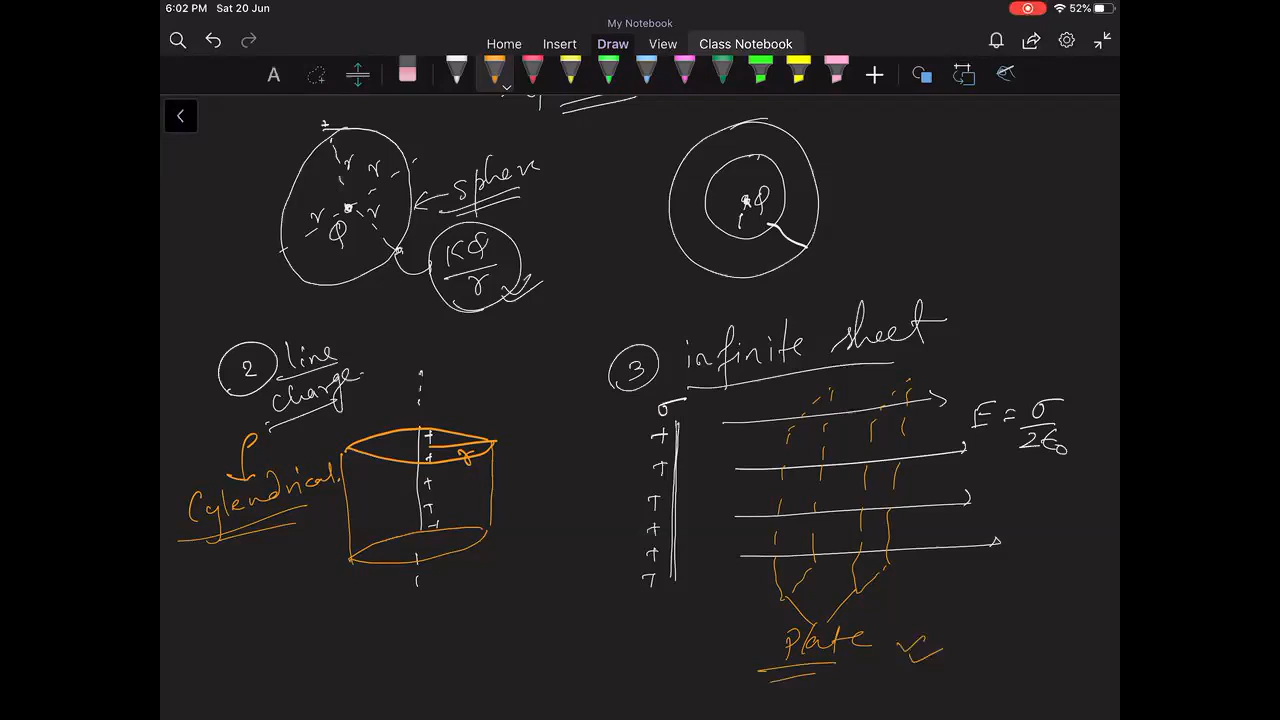 6:02 PM Sat 20 Jun
52%
My Notebook
Home Insert Draw View Class Notebook
A
r r
r r
Q
sphere
KQ
r
Q
2 line
charge
Cylendrical.
+
+
+
+
+
r
3 infinite sheet
σ
+
+
+
+
+
+
E = σ
2ε₀
Plate